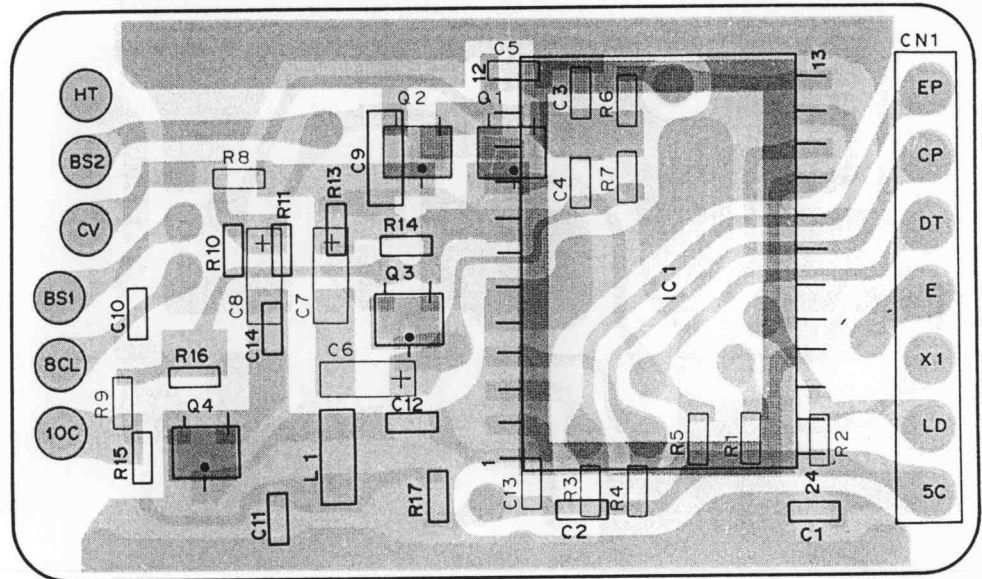 CN1
C5
12
13
HT
Q2
Q1
C3
R6
EP
BS2
C9
CP
R8
C4
R7
R13
R11
CV
R10
+
+
R14
DT
Q3
IC1
BS1
C10
C8
C7
E
C14
8CL
R16
C6
+
X1
R9
C12
10C
Q4
R15
L1
R5
R1
R2
LD
1
24
R17
C13
R3
R4
5C
C11
C2
C1